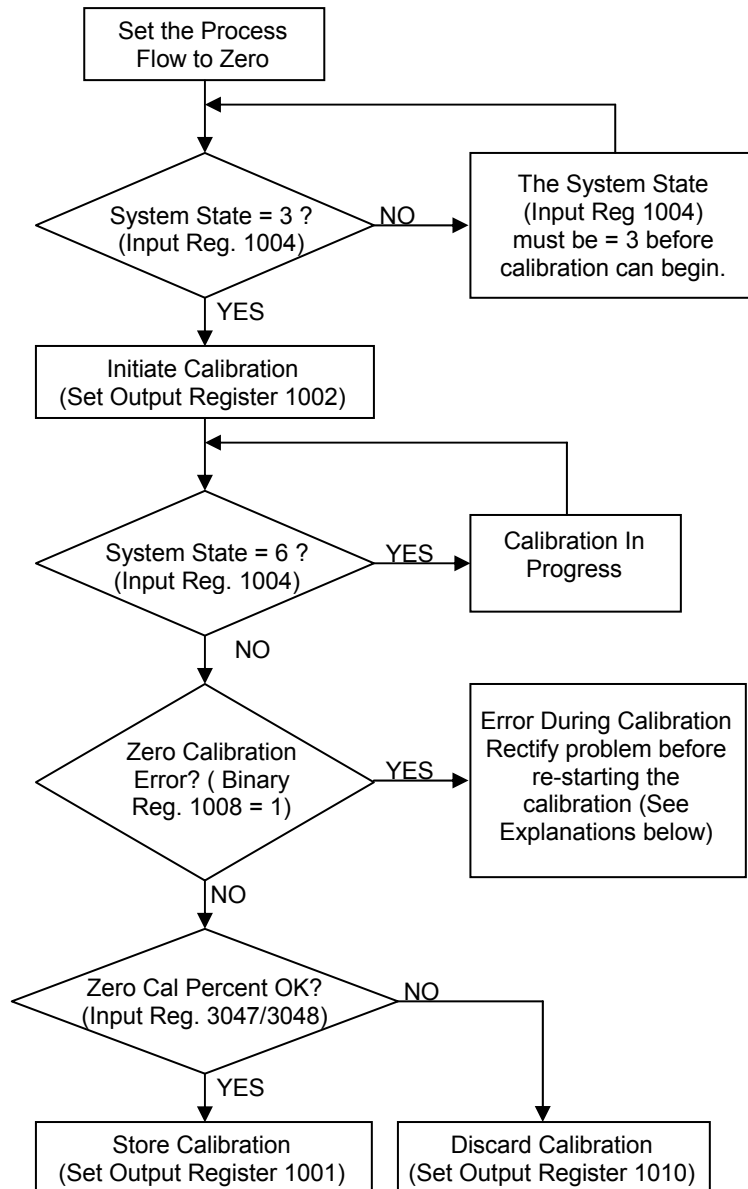 Set the Process
Flow to Zero
System State = 3 ?
(Input Reg. 1004)
NO
The System State
(Input Reg 1004)
must be = 3 before
calibration can begin.
YES
Initiate Calibration
(Set Output Register 1002)
System State = 6 ?
(Input Reg. 1004)
YES
Calibration In
Progress
NO
Zero Calibration
Error? ( Binary
Reg. 1008 = 1)
YES
Error During Calibration
Rectify problem before
re-starting the
calibration (See
Explanations below)
NO
Zero Cal Percent OK?
(Input Reg. 3047/3048)
NO
YES
Store Calibration
(Set Output Register 1001)
Discard Calibration
(Set Output Register 1010)